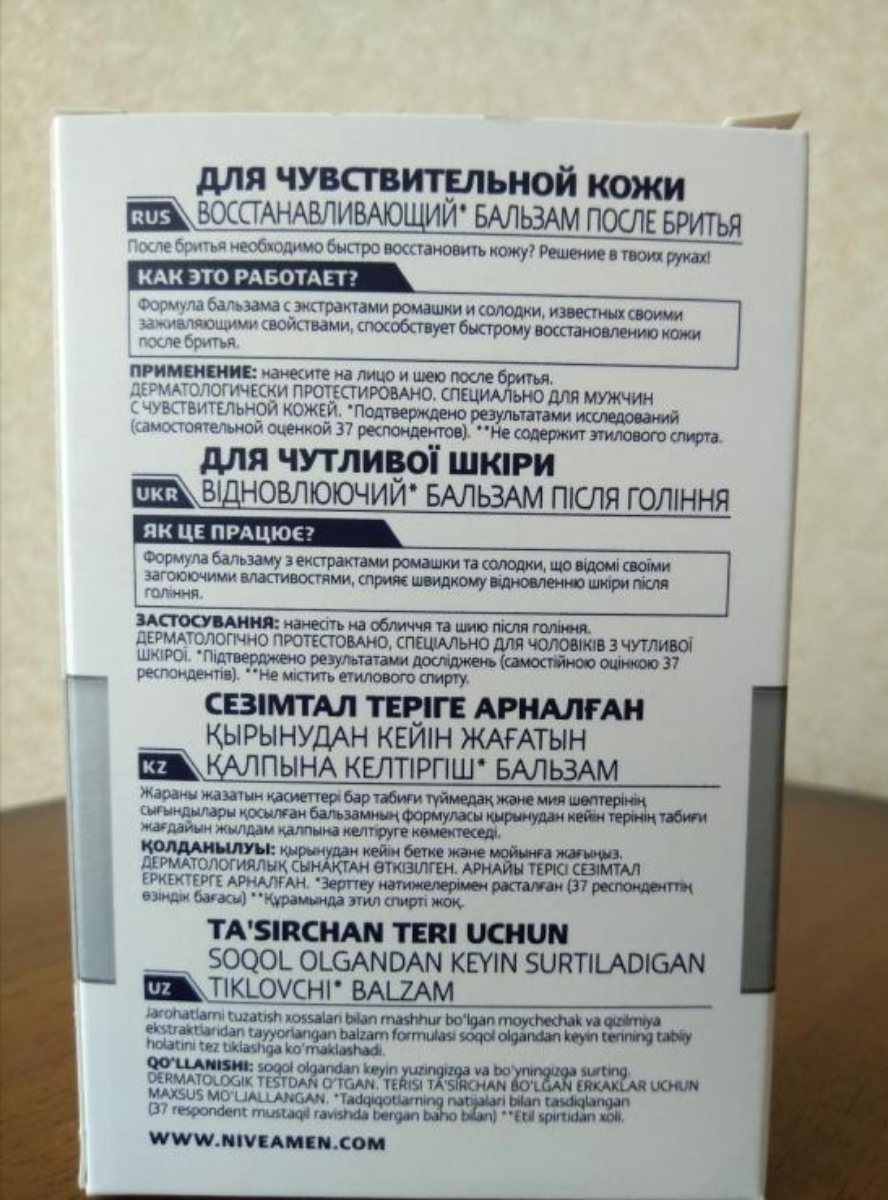 ДЛЯ ЧУВСТВИТЕЛЬНОЙ КОЖИ
RUS ВОССТАНАВЛИВАЮЩИЙ* БАЛЬЗАМ ПОСЛЕ БРИТЬЯ
После бритья необходимо быстро восстановить кожу? Решение в твоих руках!
КАК ЭТО РАБОТАЕТ?
Формула бальзама с экстрактами ромашки и солодки, известных своими
заживляющими свойствами, способствует быстрому восстановлению кожи
после бритья.
ПРИМЕНЕНИЕ: нанесите на лицо и шею после бритья.
ДЕРМАТОЛОГИЧЕСКИ ПРОТЕСТИРОВАНО. СПЕЦИАЛЬНО ДЛЯ МУЖЧИН
С ЧУВСТВИТЕЛЬНОЙ КОЖЕЙ. *Подтверждено результатами исследований
(самостоятельной оценкой 37 респондентов). **Не содержит этилового спирта.
ДЛЯ ЧУТЛИВОЇ ШКІРИ
UKR ВІДНОВЛЮЮЧИЙ* БАЛЬЗАМ ПІСЛЯ ГОЛІННЯ
ЯК ЦЕ ПРАЦЮЄ?
Формула бальзаму з екстрактами ромашки та солодки, що відомі своїми
загоюючими властивостями, сприяє швидкому відновленню шкіри після
гоління.
ЗАСТОСУВАННЯ: нанесіть на обличчя та шию після гоління.
ДЕРМАТОЛОГІЧНО ПРОТЕСТОВАНО, СПЕЦІАЛЬНО ДЛЯ ЧОЛОВІКІВ З ЧУТЛИВОЇ
ШКІРОЇ. *Підтверджено результатами досліджень (самостійною оцінкою 37
респондентів). **Не містить етилового спирту.
СЕЗІМТАЛ ТЕРІГЕ АРНАЛҒАН
ҚЫРЫНУДАН КЕЙІН ЖАҒАТЫН
KZ ҚАЛПЫНА КЕЛТІРГІШ* БАЛЬЗАМ
Жараны жазатын қасиеттері бар табиғи түймедақ және мия шөптерінің
сығындылары қосылған бальзамның формуласы қырынудан кейін терінің табиғи
жағдайын жылдам қалпына келтіруге көмектеседі.
ҚОЛДАНЫЛУЫ: қырынудан кейін бетке және мойынға жағыңыз.
ДЕРМАТОЛОГИЯЛЫҚ СЫНАҚТАН ӨТКІЗІЛГЕН. АРНАЙЫ ТЕРІСІ СЕЗІМТАЛ
ЕРКЕКТЕРГЕ АРНАЛҒАН. *Зерттеу нәтижелерімен расталған (37 респонденттің
өзіндік бағасы) **Құрамында этил спирті жоқ.
TA'SIRCHAN TERI UCHUN
SOQOL OLGANDAN KEYIN SURTILADIGAN
UZ TIKLOVCHI* BALZAM
Jarohatlarni tuzatish xossalari bilan mashhur bo'lgan moychechak va qizilmiya
ekstraktlaridan tayyorlangan balzam formulasi soqol olgandan keyin terining tabiiy
holatini tez tiklashga ko'maklashadi.
QO'LLANISHI: soqol olgandan keyin yuzingizga va bo'yningizga surting.
DERMATOLOGIK TESTDAN O'TGAN. TERISI TA'SIRCHAN BO'LGAN ERKAKLAR UCHUN
MAXSUS MO'LJALLANGAN. *Tadqiqotlarning natijalari bilan tasdiqlangan
(37 respondent mustaqil ravishda bergan baho bilan) **Etil spirtidan xoli.
WWW.NIVEAMEN.COM